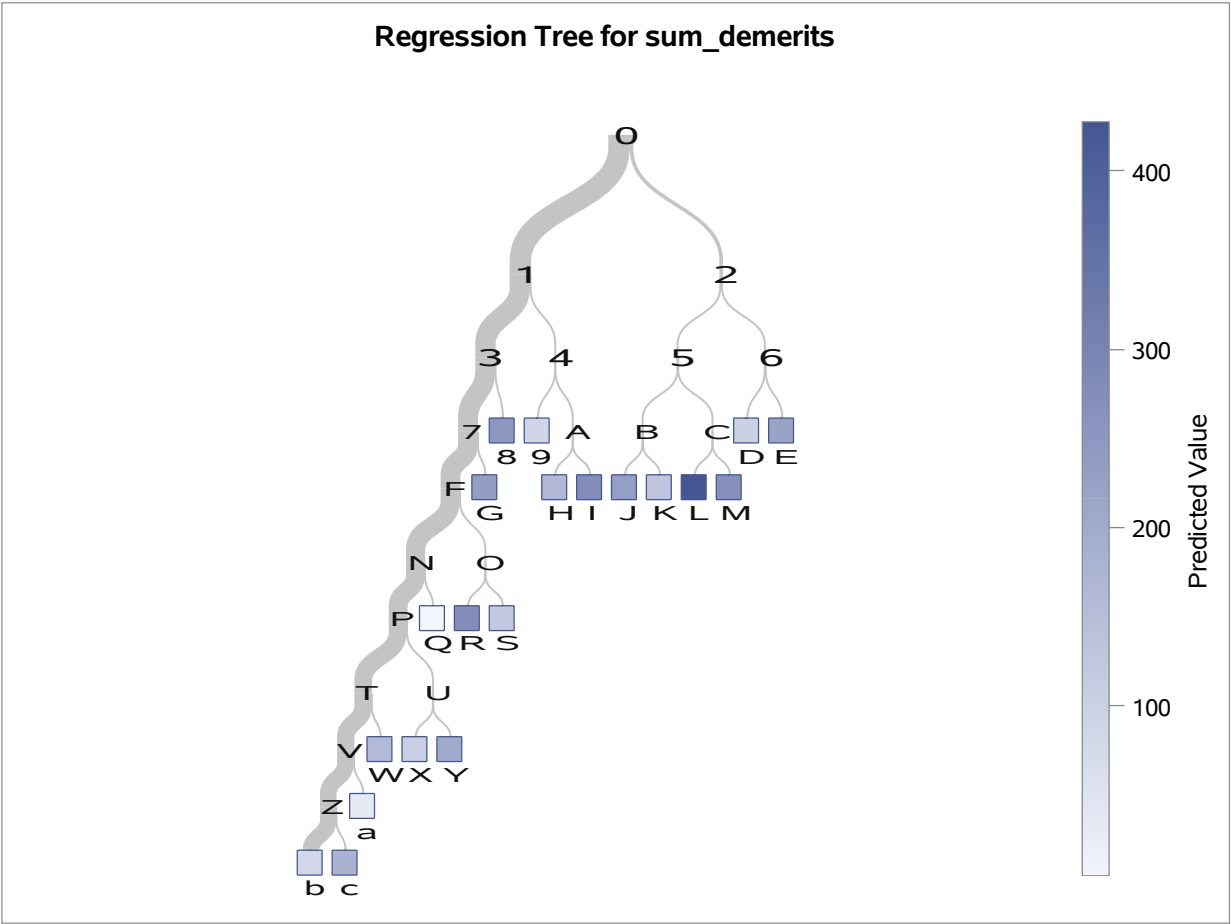 Regression Tree for sum_demerits
0
400
1 2
3 4 5 6
300
7 A B C
8 9 D E
F
G H I J K L M
200
N O
P
Q R S
T U
100
V
W X Y
Z
a
b c
Predicted Value